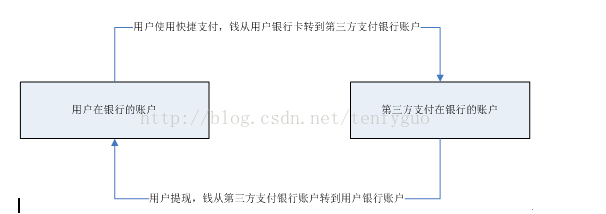 用户使用快捷支付，钱从用户银行卡转到第三方支付银行账户
用户在银行的账户
第三方支付在银行的账户
http://blog.csdn.net/tenfyguo
用户提现，钱从第三方支付银行账户转到用户银行账户